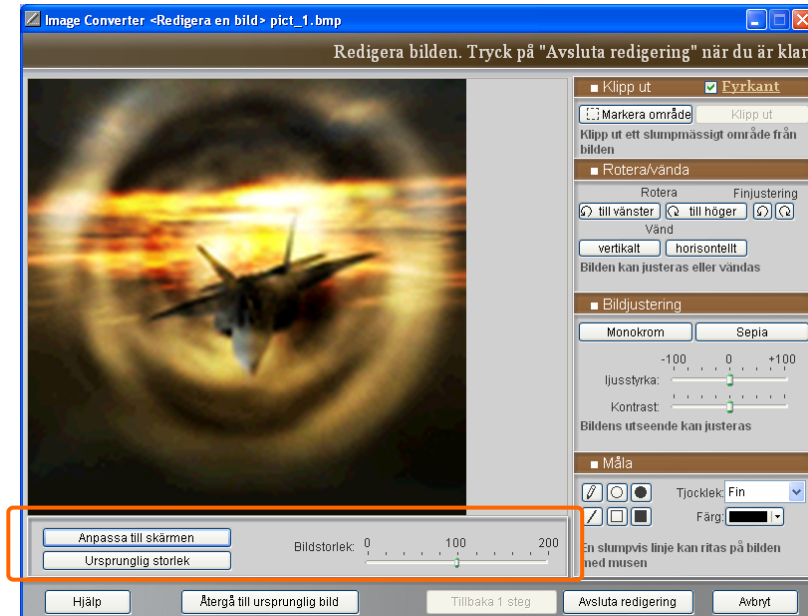 Image Converter <Redigera en bild> pict_1.bmp
Redigera bilden. Tryck på "Avsluta redigering" när du är klar
Klipp ut Fyrkant
Markera område Klipp ut
Klipp ut ett slumpmässigt område från
bilden
Rotera/vända
Rotera Finjustering
till vänster till höger
Vänd
vertikalt horisontellt
Bilden kan justeras eller vändas
Bildjustering
Monokrom Sepia
-100 0 +100
ljusstyrka:
Kontrast:
Bildens utseende kan justeras
Måla
Tjocklek: Fin
Färg:
En slumpvis linje kan ritas på bilden
med musen
Anpassa till skärmen
Ursprunglig storlek
Bildstorlek: 0 100 200
Hjälp Återgå till ursprunglig bild Tillbaka 1 steg Avsluta redigering Avbryt